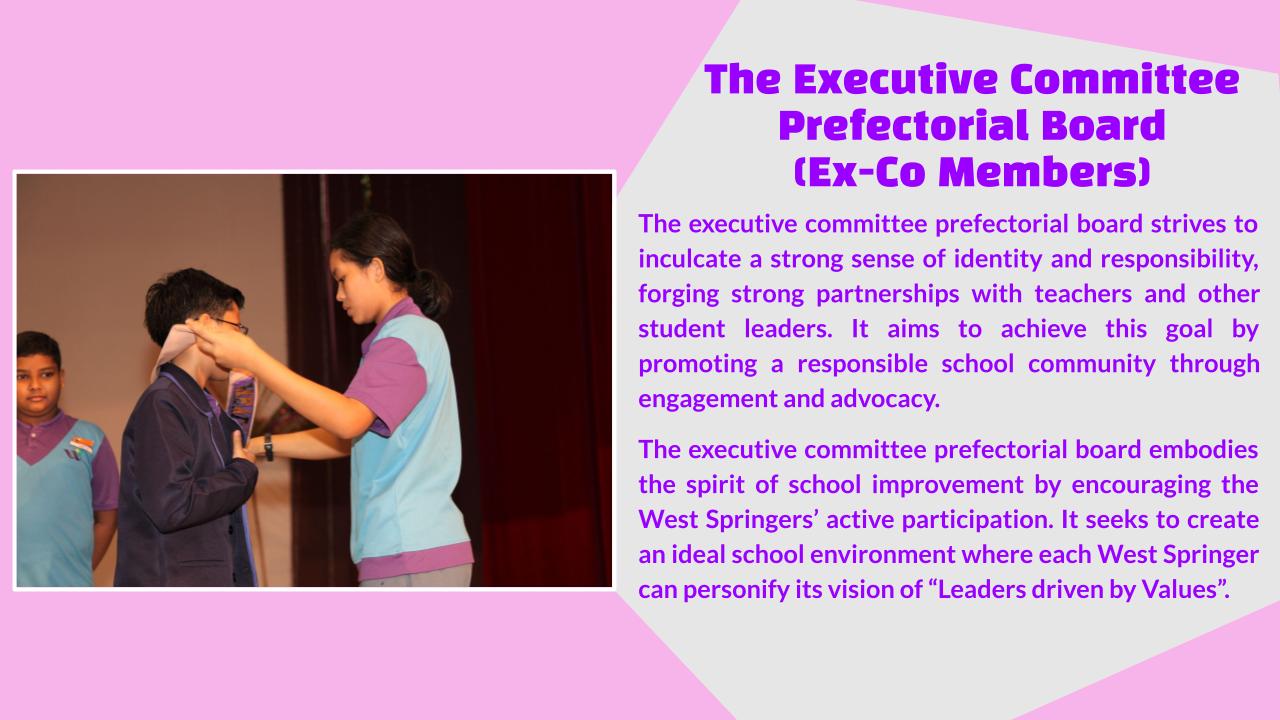 The Executive Committee
Prefectorial Board
(Ex-Co Members)
The executive committee prefectorial board strives to
inculcate a strong sense of identity and responsibility,
forging strong partnerships with teachers and other
student leaders. It aims to achieve this goal by
promoting a responsible school community through
engagement and advocacy.
The executive committee prefectorial board embodies
the spirit of school improvement by encouraging the
West Springers’ active participation. It seeks to create
an ideal school environment where each West Springer
can personify its vision of “Leaders driven by Values”.